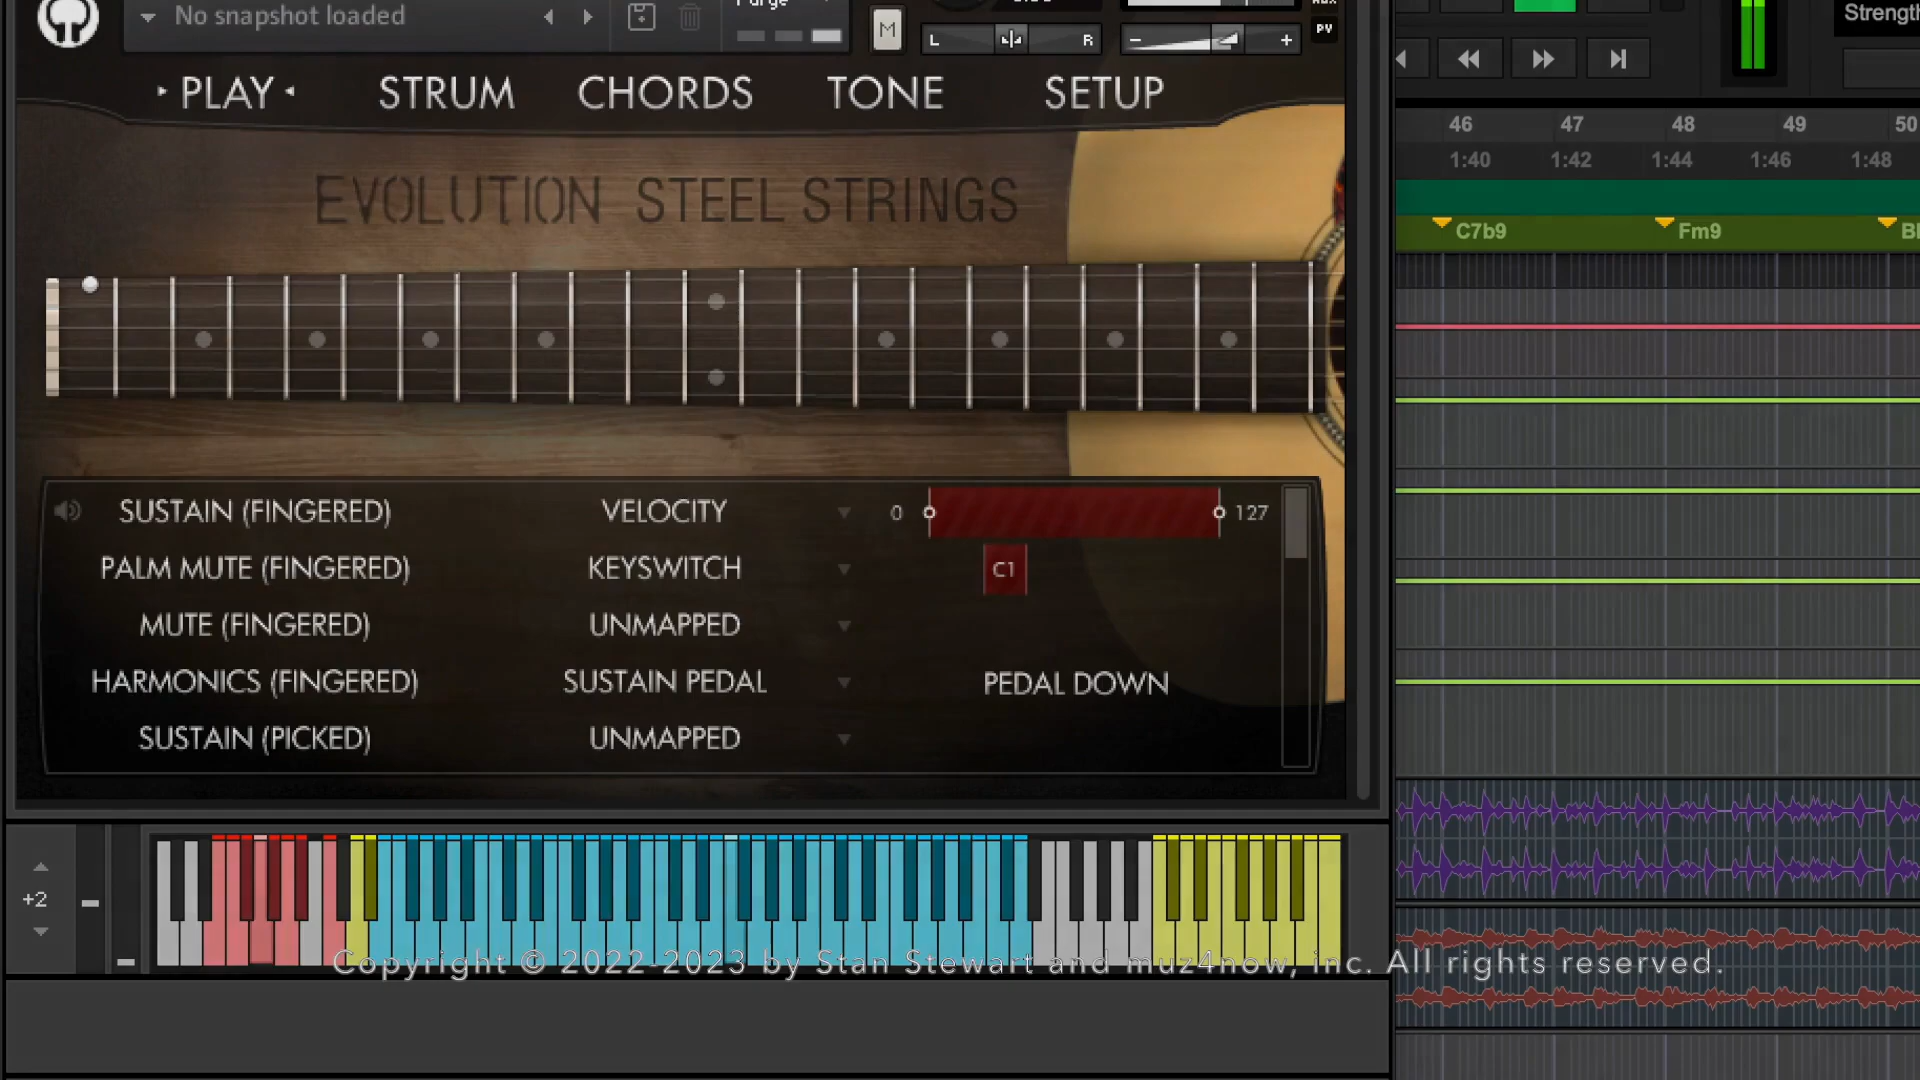 No snapshot loaded
M
L R
- +
PV
Strength
PLAY STRUM CHORDS TONE SETUP
46 47 48 49 50
1:40 1:42 1:44 1:46 1:48
EVOLUTION STEEL STRINGS
C7b9 Fm9
SUSTAIN (FINGERED) VELOCITY 0 127
PALM MUTE (FINGERED) KEYSWITCH C1
MUTE (FINGERED) UNMAPPED
HARMONICS (FINGERED) SUSTAIN PEDAL PEDAL DOWN
SUSTAIN (PICKED) UNMAPPED
+2
Copyright © 2022-2023 by Stan Stewart and muz4now, inc. All rights reserved.